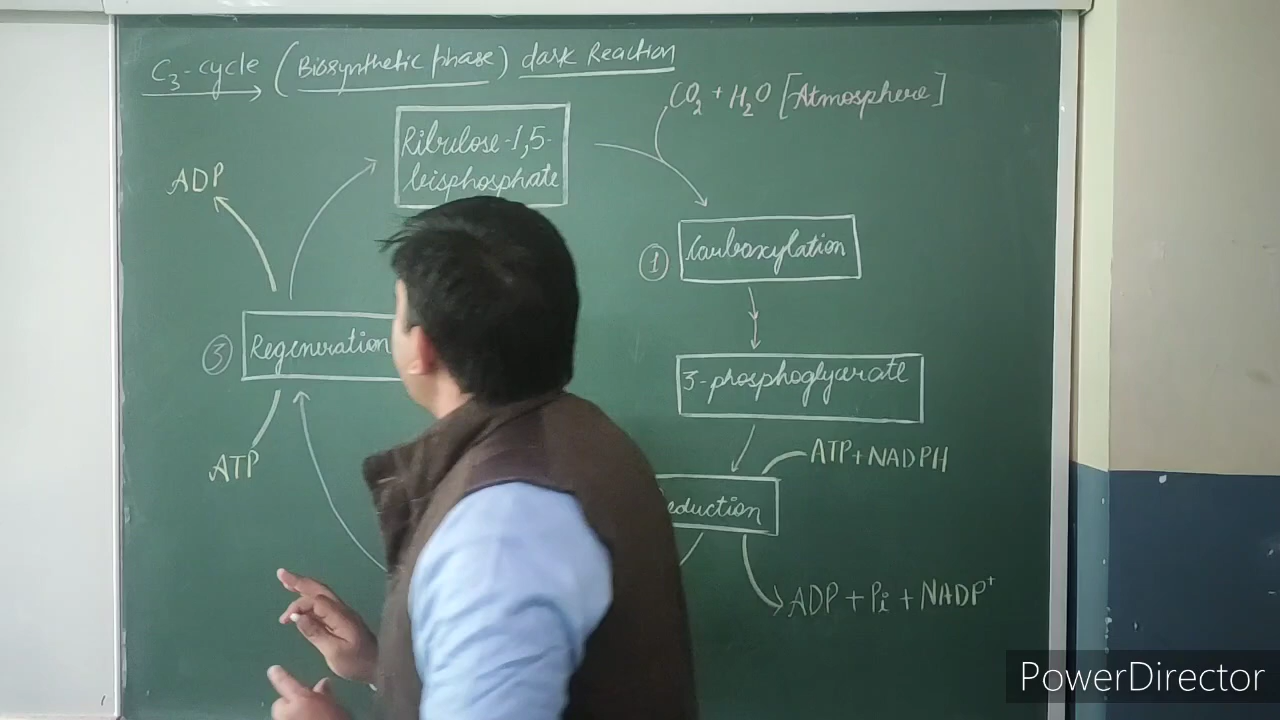 C₃-cycle (Biosynthetic phase) dark Reaction
CO₂ + H₂O [Atmosphere]
Ribulose-1,5-
bisphosphate
ADP
① Carboxylation
③ Regeneration
3-phosphoglycerate
ATP
ATP+NADPH
eduction
ADP + Pi + NADP⁺
PowerDirector